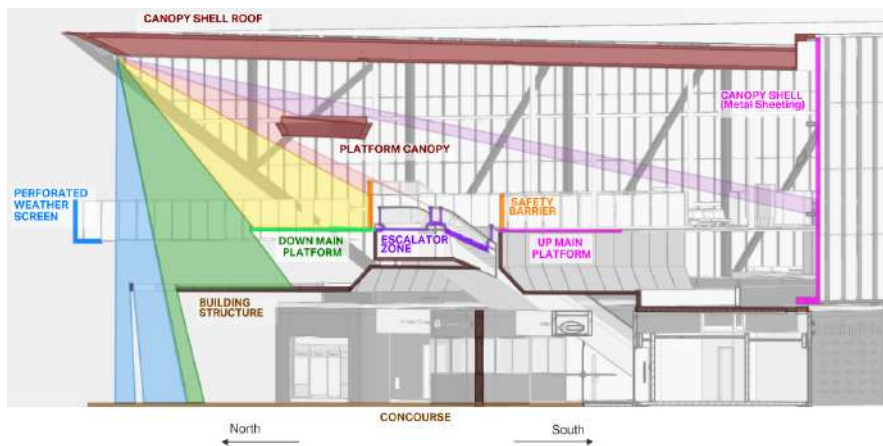 CANOPY SHELL ROOF
CANOPY SHELL
(Metal Sheeting)
PLATFORM CANOPY
PERFORATED
WEATHER
SCREEN
SAFETY
BARRIER
DOWN MAIN
PLATFORM
ESCALATOR
ZONE
UP MAIN
PLATFORM
BUILDING
STRUCTURE
CONCOURSE
North
South